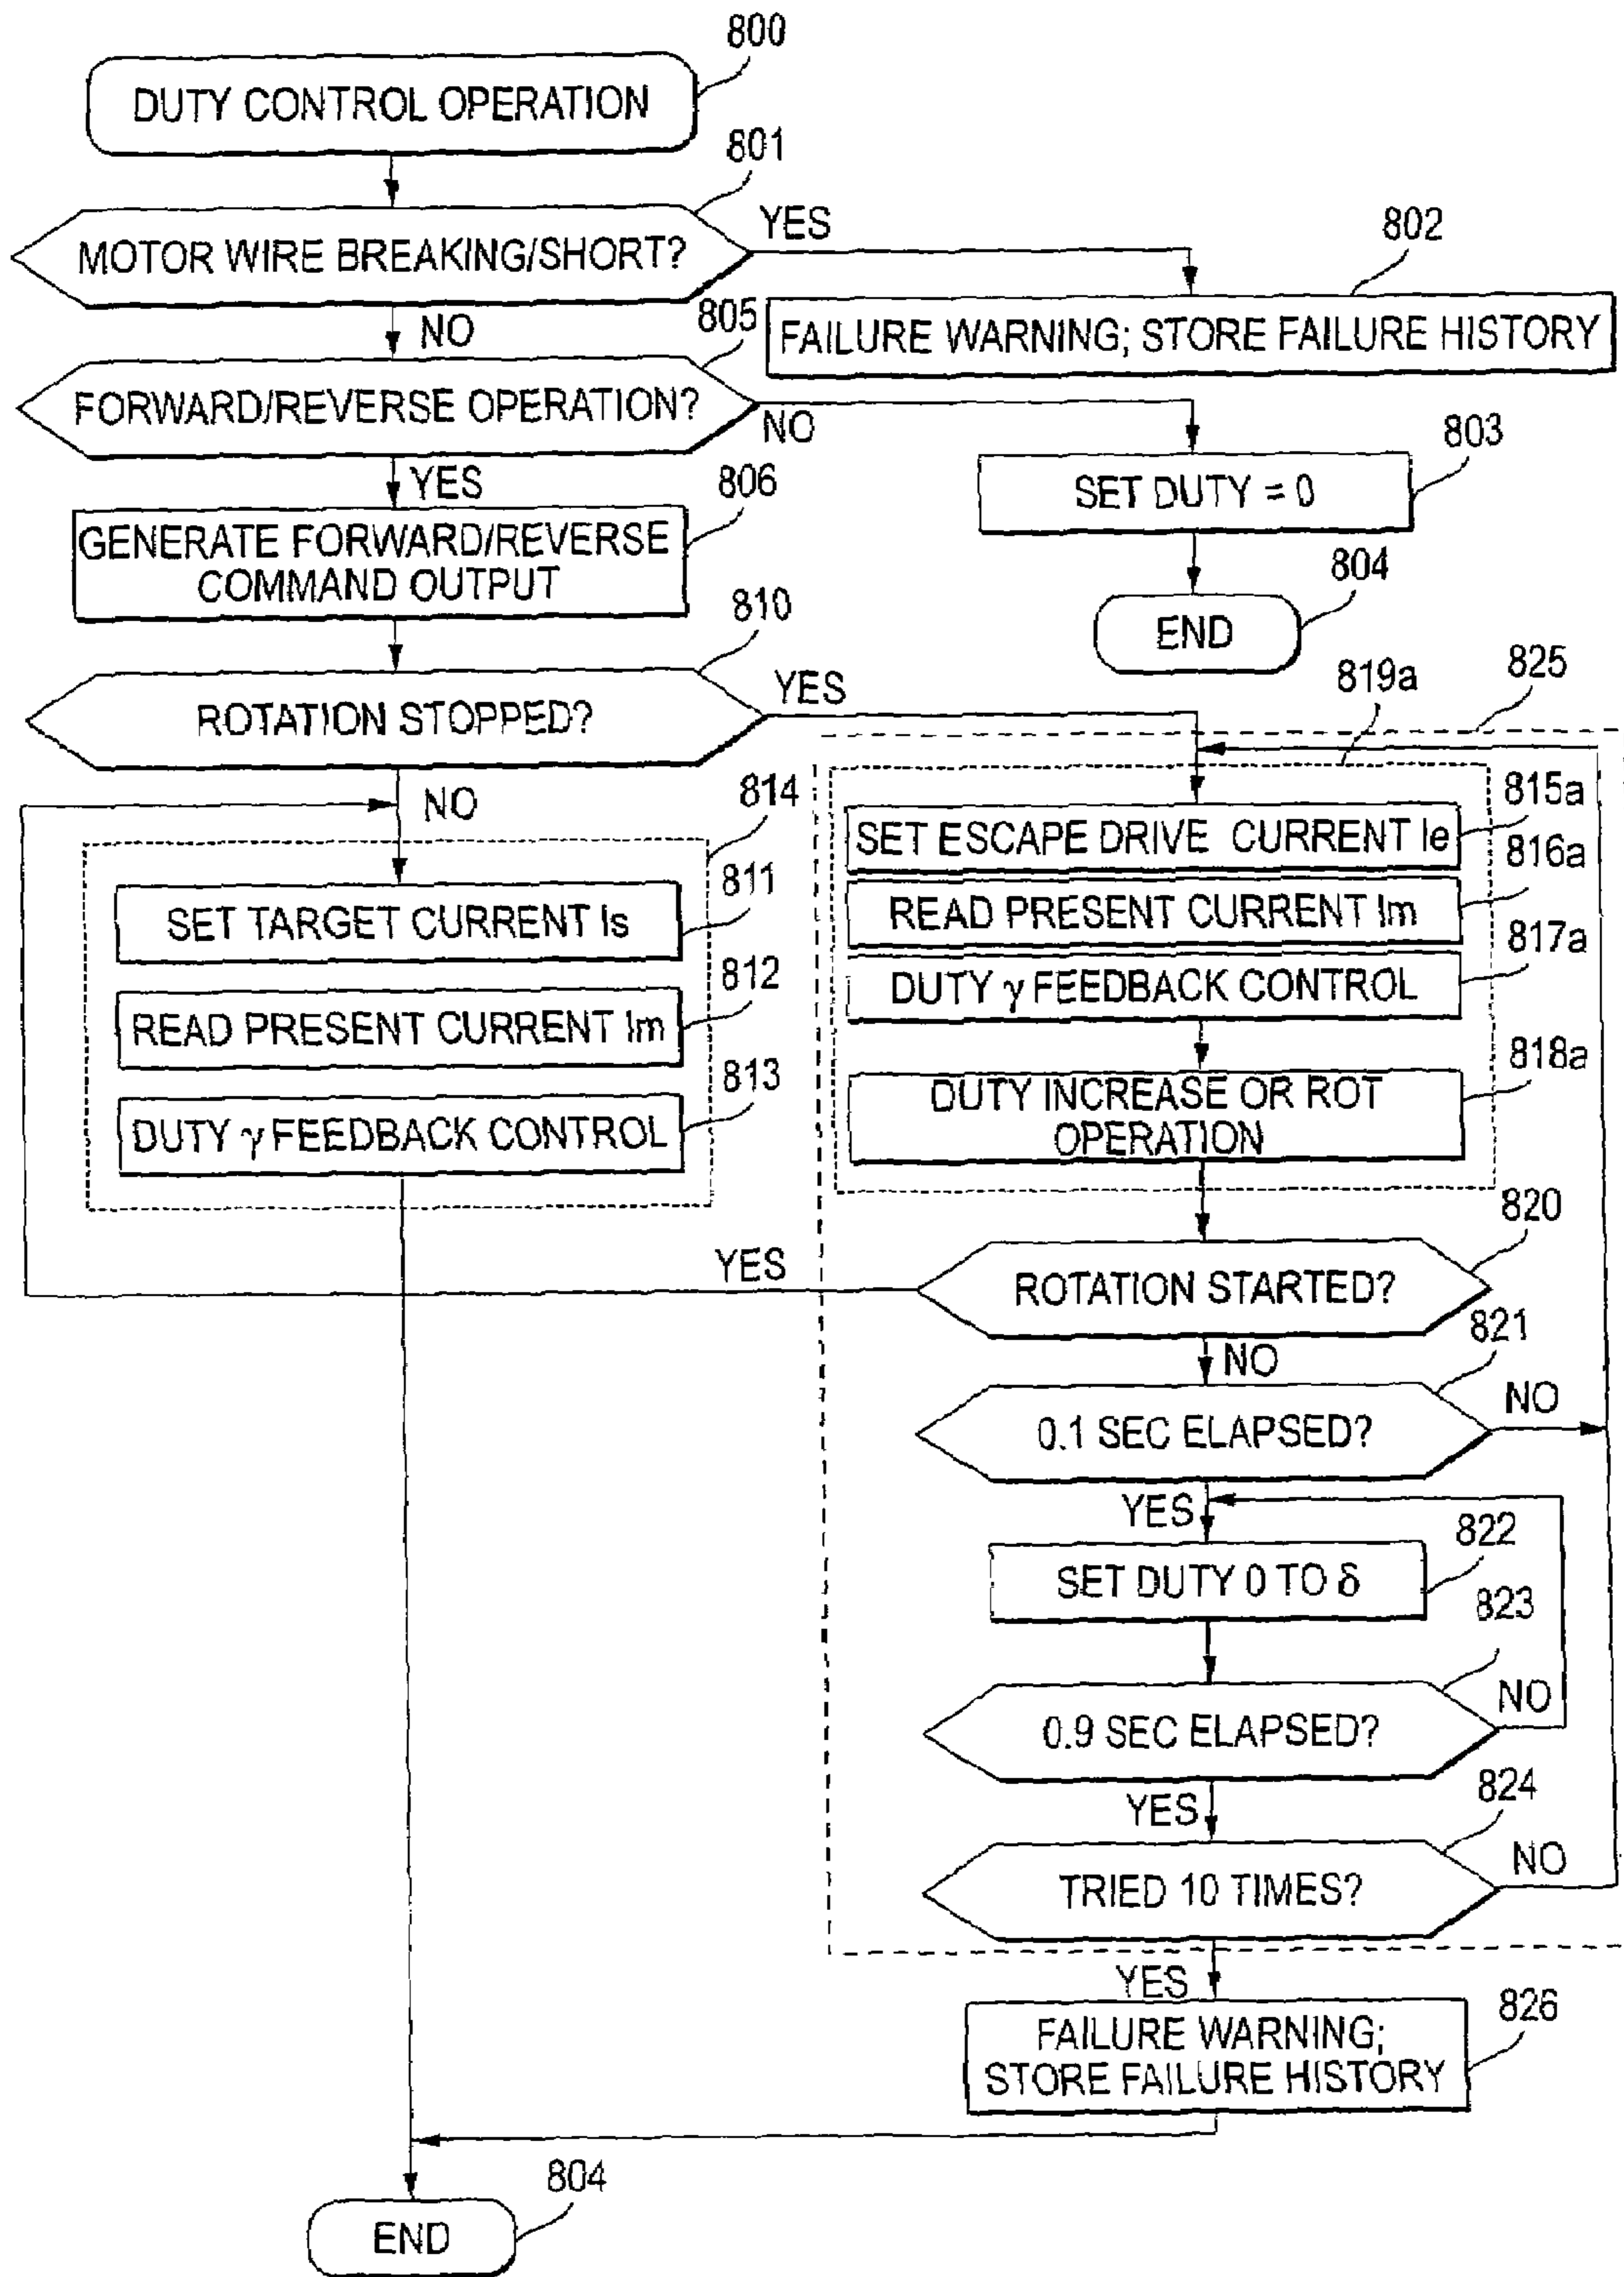 800
DUTY CONTROL OPERATION
801
MOTOR WIRE BREAKING/SHORT?
YES
802
FAILURE WARNING; STORE FAILURE HISTORY
NO
805
FORWARD/REVERSE OPERATION?
NO
803
SET DUTY = 0
YES
806
GENERATE FORWARD/REVERSE
COMMAND OUTPUT
804
END
810
ROTATION STOPPED?
YES
819a
825
NO
814
811
SET TARGET CURRENT Is
812
READ PRESENT CURRENT Im
813
DUTY γ FEEDBACK CONTROL
815a
SET ESCAPE DRIVE CURRENT Ie
816a
READ PRESENT CURRENT Im
817a
DUTY γ FEEDBACK CONTROL
818a
DUTY INCREASE OR ROT
OPERATION
820
YES
ROTATION STARTED?
821
NO
0.1 SEC ELAPSED?
NO
YES
822
SET DUTY 0 TO δ
823
0.9 SEC ELAPSED?
NO
YES
824
TRIED 10 TIMES?
NO
YES
826
FAILURE WARNING;
STORE FAILURE HISTORY
804
END